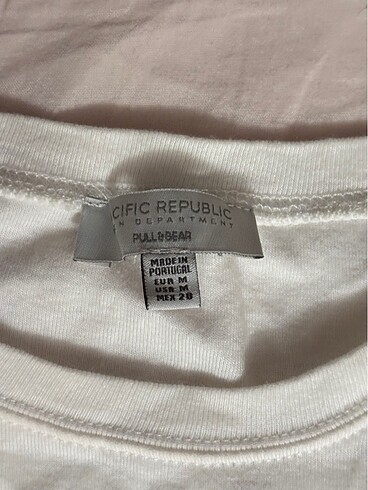 CIFIC REPUBLIC
N DEPARTMENT
PULL&BEAR
MADE IN
PORTUGAL
EUR M
USA M
MEX 28